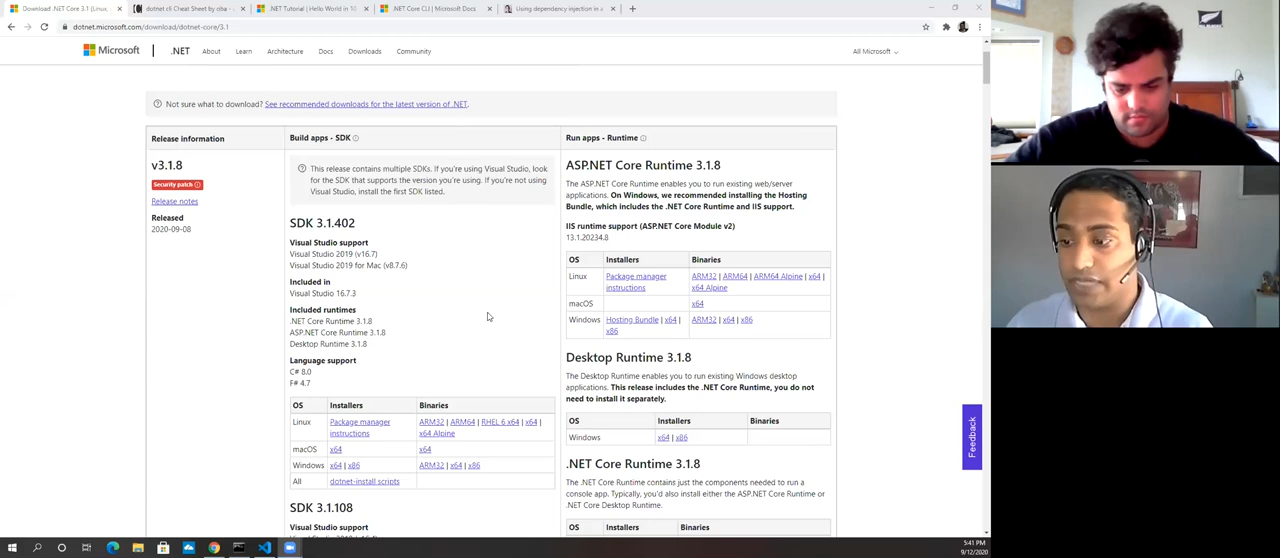 Download .NET Core 3.1 (Linux,
dotnet cli Cheat Sheet by oba -
.NET Tutorial | Hello World in 10
.NET Core CLI | Microsoft Docs
Using dependency injection in a
dotnet.microsoft.com/download/dotnet-core/3.1
Microsoft
.NET
About
Learn
Architecture
Docs
Downloads
Community
All Microsoft
Not sure what to download? See recommended downloads for the latest version of .NET.
Release information
v3.1.8
Security patch
Release notes
Released
2020-09-08
Build apps - SDK
This release contains multiple SDKs. If you're using Visual Studio, look
for the SDK that supports the version you're using. If you're not using
Visual Studio, install the first SDK listed.
SDK 3.1.402
Visual Studio support
Visual Studio 2019 (v16.7)
Visual Studio 2019 for Mac (v8.7.6)
Included in
Visual Studio 16.7.3
Included runtimes
.NET Core Runtime 3.1.8
ASP.NET Core Runtime 3.1.8
Desktop Runtime 3.1.8
Language support
C# 8.0
F# 4.7
OS Installers Binaries
Linux Package manager instructions ARM32 | ARM64 | RHEL 6 x64 | x64 | x64 Alpine
macOS x64 x64
Windows x64 | x86 ARM32 | x64 | x86
All dotnet-install scripts
SDK 3.1.108
Visual Studio support
Run apps - Runtime
ASP.NET Core Runtime 3.1.8
The ASP.NET Core Runtime enables you to run existing web/server
applications. On Windows, we recommended installing the Hosting
Bundle, which includes the .NET Core Runtime and IIS support.
IIS runtime support (ASP.NET Core Module v2)
13.1.20234.8
OS Installers Binaries
Linux Package manager instructions ARM32 | ARM64 | ARM64 Alpine | x64 | x64 Alpine
macOS x64
Windows Hosting Bundle | x64 | x86 ARM32 | x64 | x86
Desktop Runtime 3.1.8
The Desktop Runtime enables you to run existing Windows desktop
applications. This release includes the .NET Core Runtime, you do not
need to install it separately.
OS Installers Binaries
Windows x64 | x86
.NET Core Runtime 3.1.8
The .NET Core Runtime contains just the components needed to run a
console app. Typically, you'd also install either the ASP.NET Core Runtime or
.NET Core Desktop Runtime.
OS Installers Binaries
Feedback
5:41 PM
9/12/2020